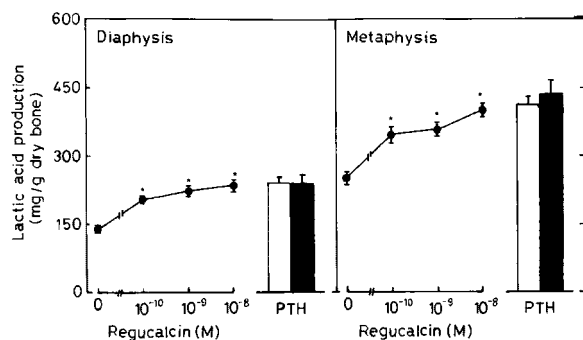 Diaphysis
Metaphysis
Lactic acid production
(mg/g dry bone)
600
450
300
150
0
* * *
* * *
0 10⁻¹⁰ 10⁻⁹ 10⁻⁸ PTH
Regucalcin (M)
0 10⁻¹⁰ 10⁻⁹ 10⁻⁸ PTH
Regucalcin (M)